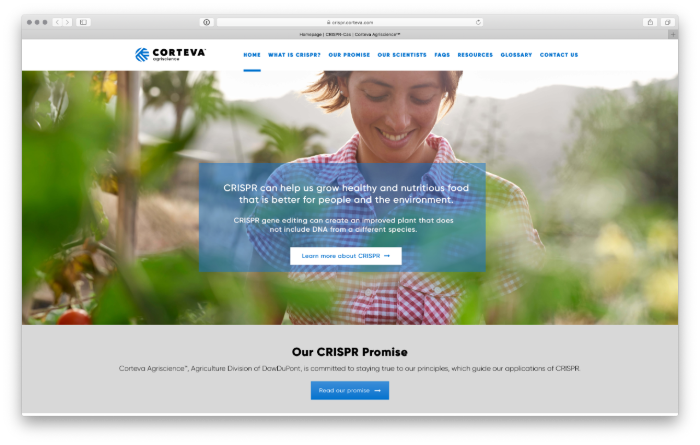 crispr.corteva.com
Homepage | CRISPR-Cas | Corteva Agriscience™
CORTEVA™
agriscience
HOME WHAT IS CRISPR? OUR PROMISE OUR SCIENTISTS FAQS RESOURCES GLOSSARY CONTACT US
CRISPR can help us grow healthy and nutritious food
that is better for people and the environment.
CRISPR gene editing can create an improved plant that does
not include DNA from a different species.
Learn more about CRISPR →
Our CRISPR Promise
Corteva Agriscience™, Agriculture Division of DowDuPont, is committed to staying true to our principles, which guide our applications of CRISPR.
Read our promise →